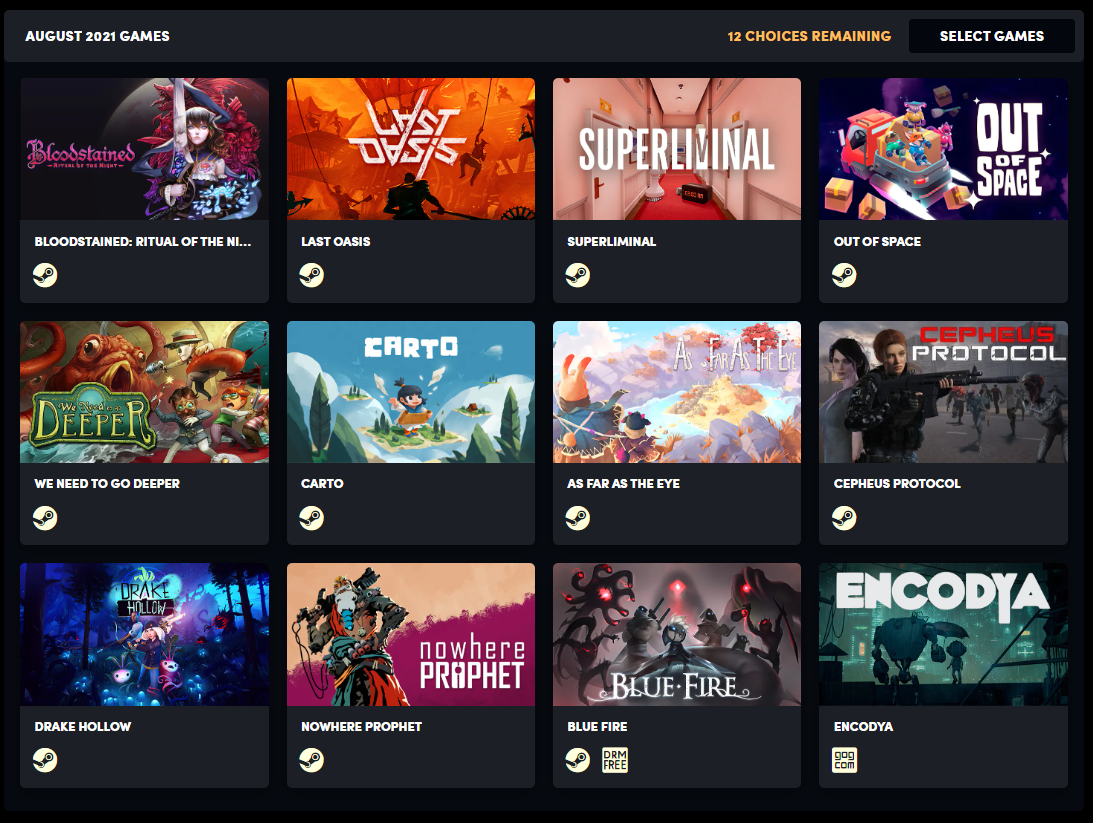 AUGUST 2021 GAMES
12 CHOICES REMAINING
SELECT GAMES
Bloodstained
RITUAL OF THE NIGHT
LAST
OASIS
SUPERLIMINAL
OUT
OF
SPACE
BLOODSTAINED: RITUAL OF THE NI...
LAST OASIS
SUPERLIMINAL
OUT OF SPACE
We Need to Go
DEEPER
CARTO
AS FAR AS THE EYE
CEPHEUS
PROTOCOL
WE NEED TO GO DEEPER
CARTO
AS FAR AS THE EYE
CEPHEUS PROTOCOL
DRAKE
HOLLOW
nowhere
PROPHET
BLUE FIRE
ENCODYA
DRAKE HOLLOW
NOWHERE PROPHET
BLUE FIRE
ENCODYA
DRM
FREE
gog
com